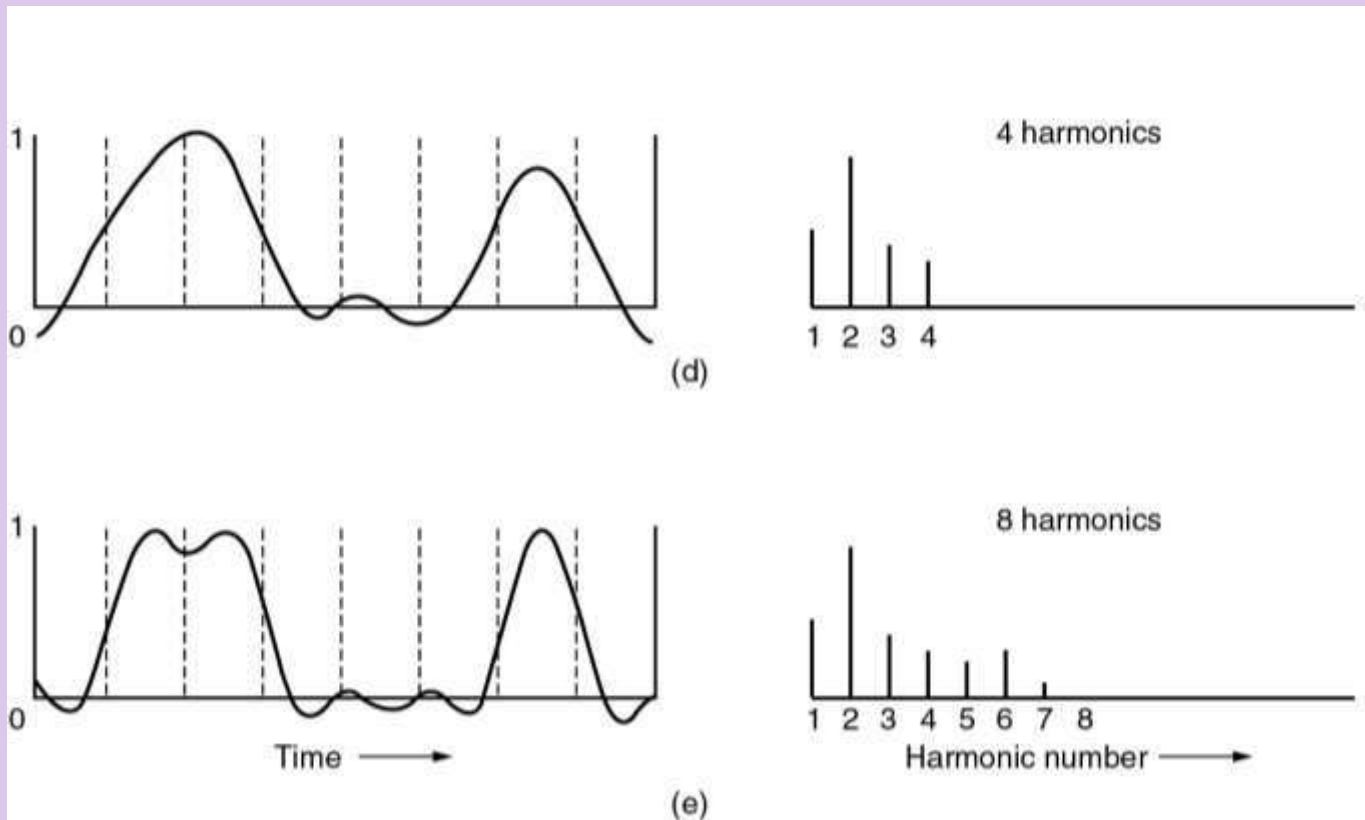 1
0
4 harmonics
1 2 3 4
(d)
1
0
Time
8 harmonics
1 2 3 4 5 6 7 8
Harmonic number
(e)